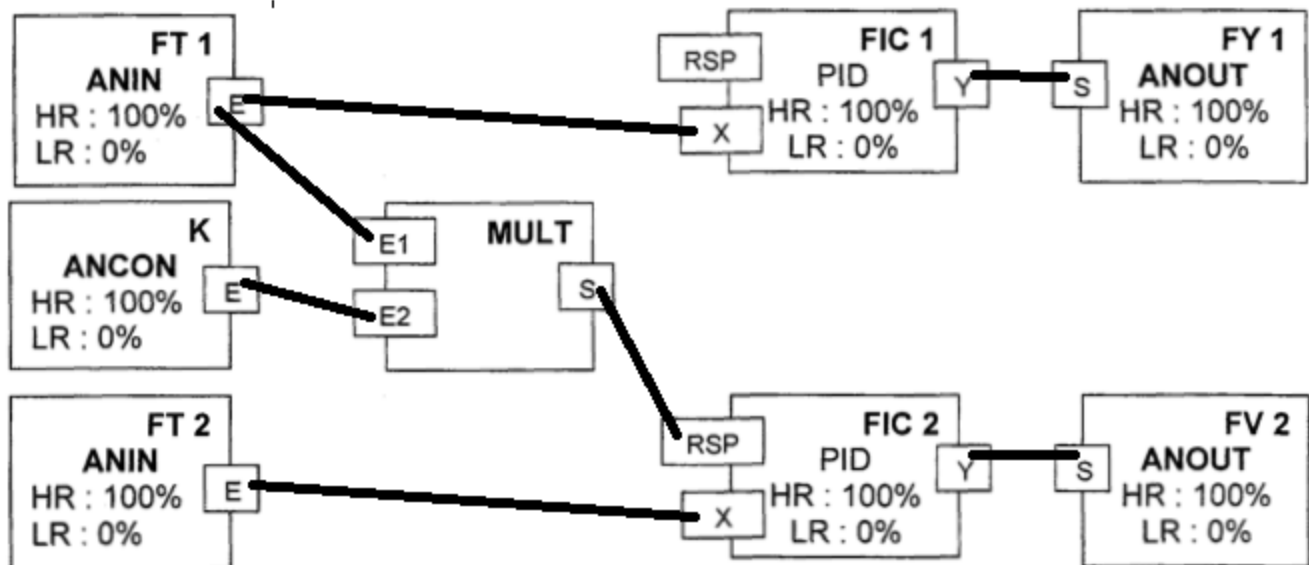 FT 1
ANIN
HR : 100%
LR : 0%
E
RSP
X
FIC 1
PID
HR : 100%
LR : 0%
Y
FY 1
S
ANOUT
HR : 100%
LR : 0%
K
ANCON
HR : 100%
LR : 0%
E
E1
E2
MULT
S
FT 2
ANIN
HR : 100%
LR : 0%
E
RSP
X
FIC 2
PID
HR : 100%
LR : 0%
Y
FV 2
S
ANOUT
HR : 100%
LR : 0%